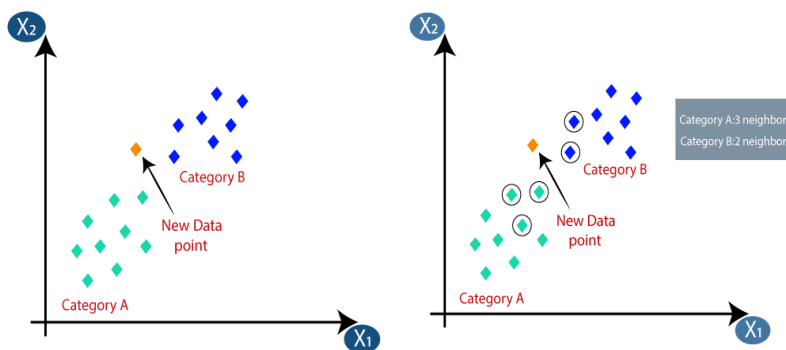 X2
Category B
New Data
point
Category A
X1
X2
Category A:3 neighbor
Category B:2 neighbor
Category B
New Data
point
Category A
X1